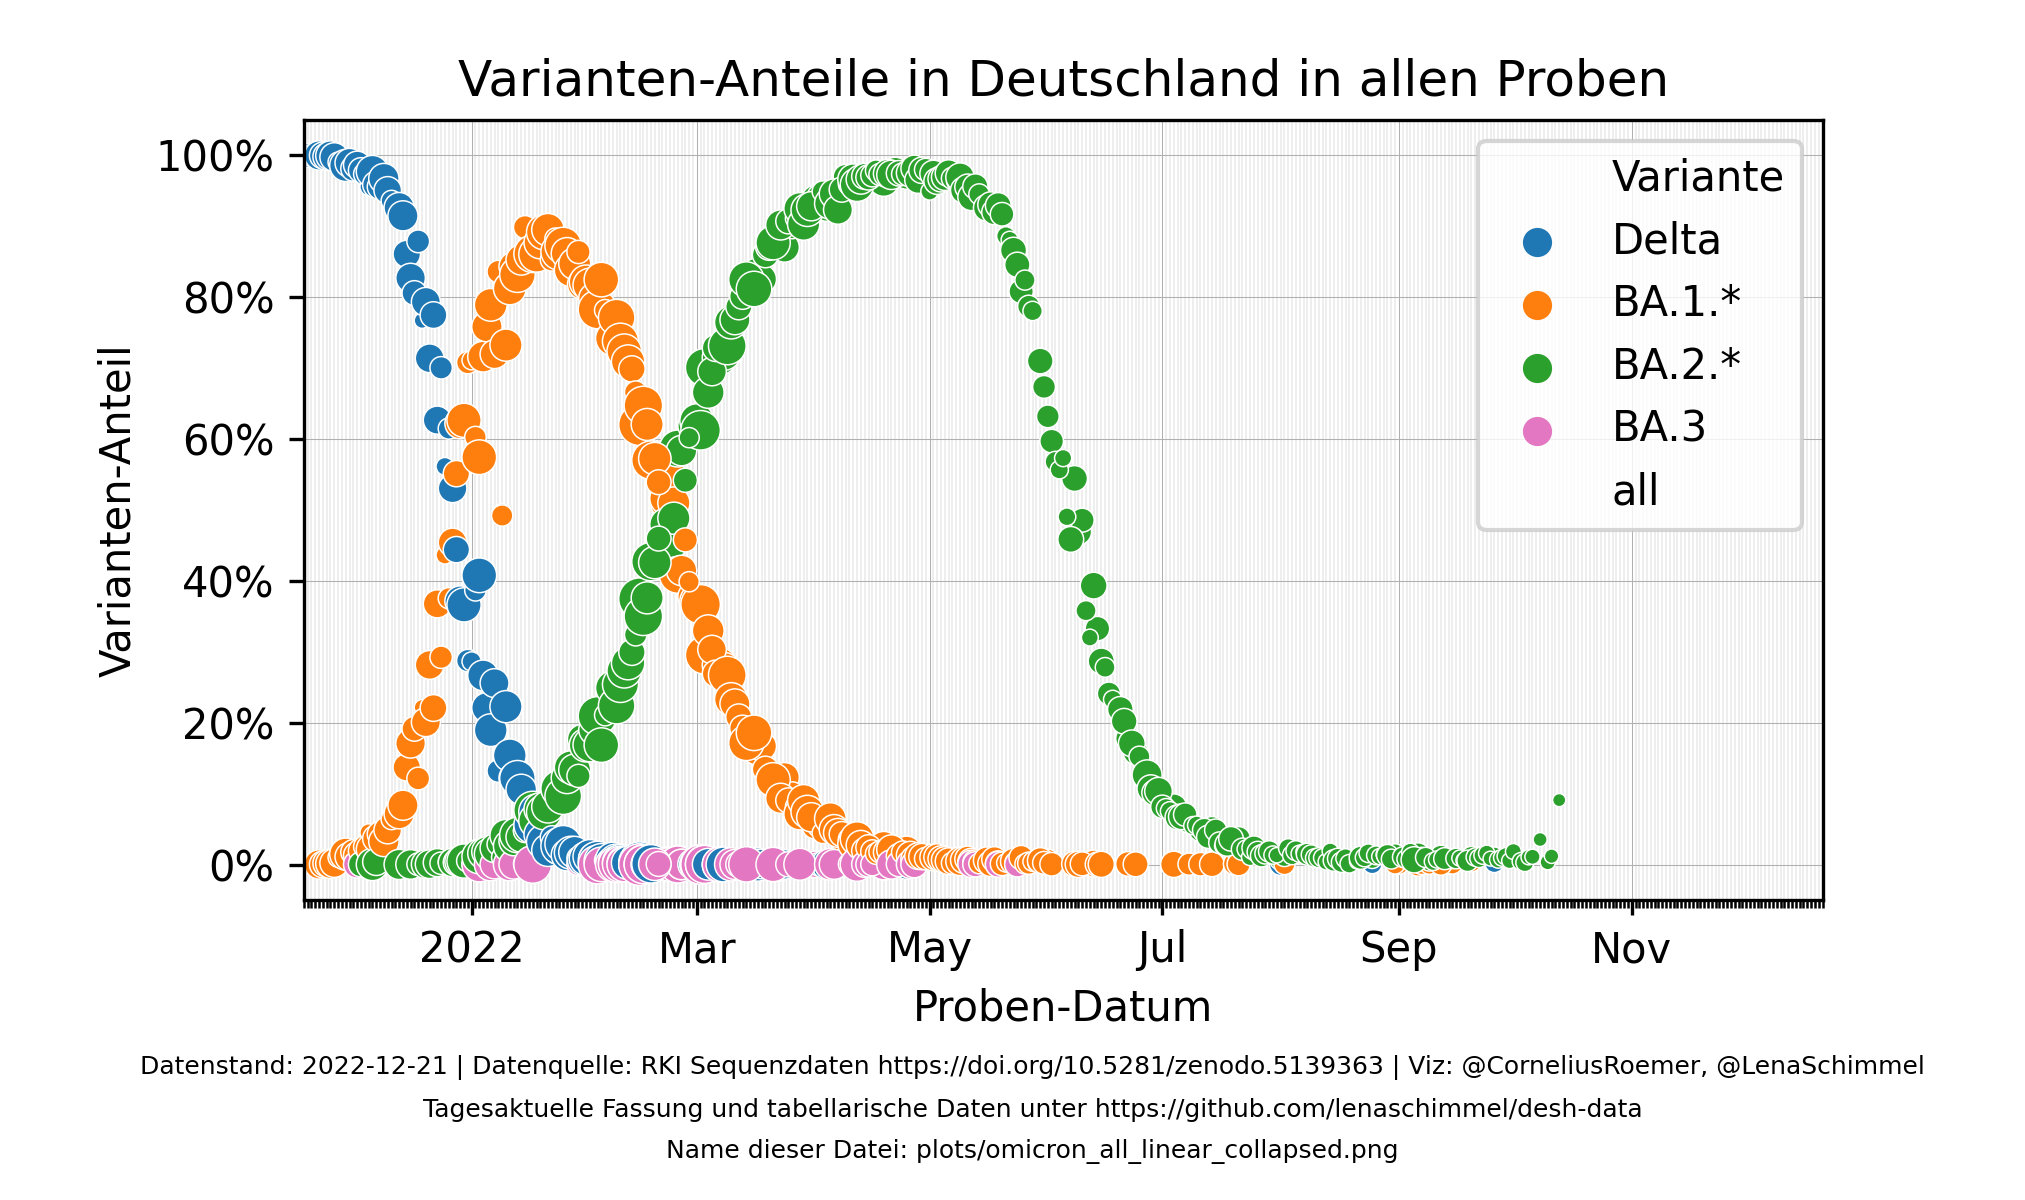 Varianten-Anteile in Deutschland in allen Proben
Varianten-Anteil
100%
80%
60%
40%
20%
0%
Variante
Delta
BA.1.*
BA.2.*
BA.3
all
2022
Mar
May
Jul
Sep
Nov
Proben-Datum
Datenstand: 2022-12-21 | Datenquelle: RKI Sequenzdaten https://doi.org/10.5281/zenodo.5139363 | Viz: @CorneliusRoemer, @LenaSchimmel
Tagesaktuelle Fassung und tabellarische Daten unter https://github.com/lenaschimmel/desh-data
Name dieser Datei: plots/omicron_all_linear_collapsed.png